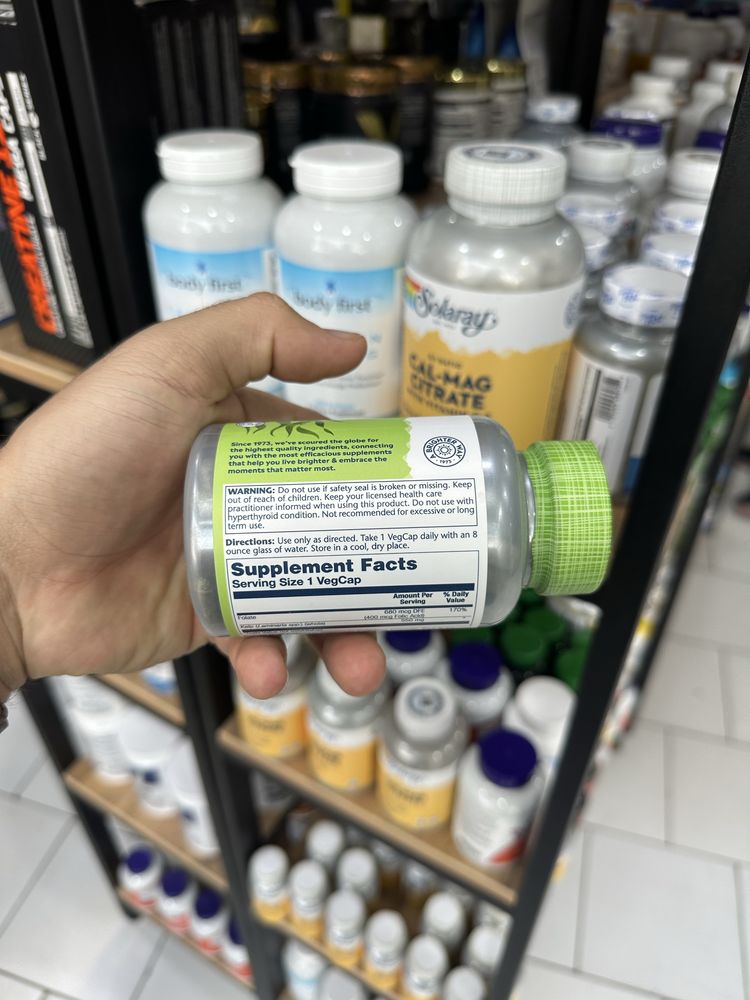 CREATINE
body first
body first
Solaray
CAL-MAG
CITRATE
Since 1973, we've scoured the globe for
the highest quality ingredients, connecting
you with the most efficacious supplements
that help you live brighter & embrace the
moments that matter most.
A BRIGHTER WAY
1973
WARNING: Do not use if safety seal is broken or missing. Keep
out of reach of children. Keep your licensed health care
practitioner informed when using this product. Do not use with
hyperthyroid condition. Not recommended for excessive or long
term use.
Directions: Use only as directed. Take 1 VegCap daily with an 8
ounce glass of water. Store in a cool, dry place.
Supplement Facts
Serving Size 1 VegCap
Amount Per Serving
% Daily Value
Folate 680 mcg DFE 170%
(400 mcg Folic Acid)